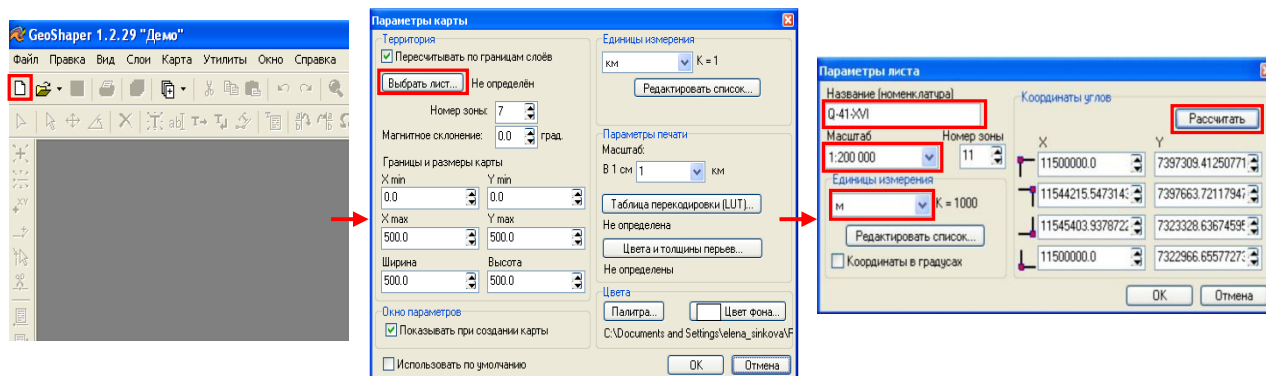 GeoShaper 1.2.29 "Демо"
Файл Правка Вид Слои Карта Утилиты Окно Справка
Параметры карты
Территория
Пересчитывать по границам слоёв
Выбрать лист... Не определён
Номер зоны: 7
Магнитное склонение: 0.0 град.
Границы и размеры карты
X min Y min
0.0 0.0
X max Y max
500.0 500.0
Ширина Высота
500.0 500.0
Окно параметров
Показывать при создании карты
Использовать по умолчанию
Единицы измерения
км K = 1
Редактировать список...
Параметры печати
Масштаб:
В 1 см 1 км
Таблица перекодировки (LUT)...
Не определена
Цвета и толщины перьев...
Не определены
Цвета
Палитра... Цвет фона...
C:\Documents and Settings\elena_sinkova\F
OK Отмена
Параметры листа
Название (номенклатура)
Q-41-XVI
Масштаб Номер зоны
1:200 000 11
Единицы измерения
м K = 1000
Редактировать список...
Координаты в градусах
Координаты углов
Рассчитать
X Y
11500000.0 7397309.41250771
11544215.547314 7397663.72117947
11545403.937872 7323328.6367459
11500000.0 7322966.6557727
OK Отмена